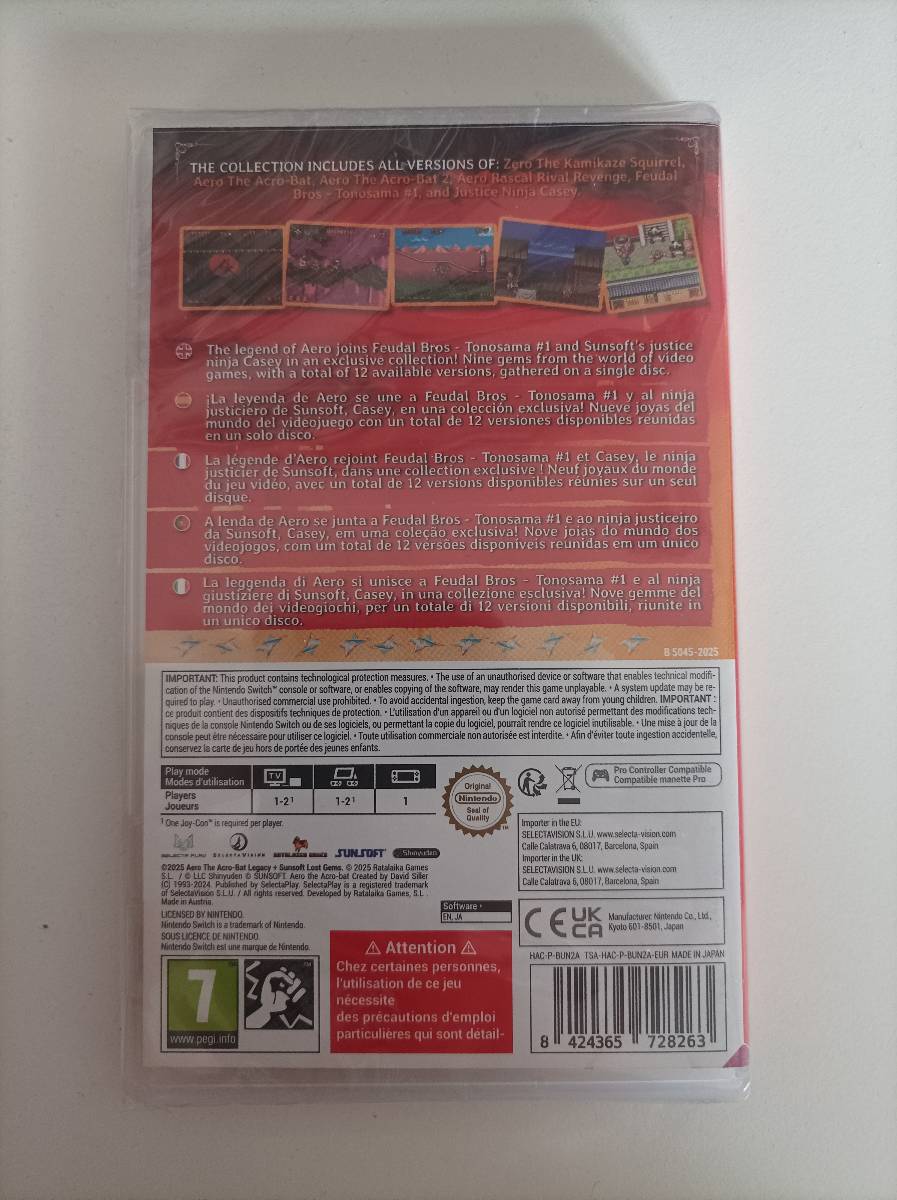 THE COLLECTION INCLUDES ALL VERSIONS OF: Zero The Kamikaze Squirrel,
Aero The Acro-Bat, Aero The Acro-Bat 2, Aero Rascal Rival Revenge, Feudal
Bros - Tonosama #1, and Justice Ninja Casey.
The legend of Aero joins Feudal Bros - Tonosama #1 and Sunsoft's justice
ninja Casey in an exclusive collection! Nine gems from the world of video
games, with a total of 12 available versions, gathered on a single disc.
¡La leyenda de Aero se une a Feudal Bros - Tonosama #1 y al ninja
justiciero de Sunsoft, Casey, en una colección exclusiva! Nueve joyas del
mundo del videojuego con un total de 12 versiones disponibles reunidas
en un solo disco.
La légende d'Aero rejoint Feudal Bros - Tonosama #1 et Casey, le ninja
justicier de Sunsoft, dans une collection exclusive ! Neuf joyaux du monde
du jeu vidéo, avec un total de 12 versions disponibles réunies sur un seul
disque.
A lenda de Aero se junta a Feudal Bros - Tonosama #1 e ao ninja justiceiro
da Sunsoft, Casey, em uma coleção exclusiva! Nove joias do mundo dos
videojogos, com um total de 12 versões disponíveis reunidas em um único
disco.
La leggenda di Aero si unisce a Feudal Bros - Tonosama #1 e al ninja
giustiziere di Sunsoft, Casey, in una collezione esclusiva! Nove gemme del
mondo dei videogiochi, per un totale di 12 versioni disponibili, riunite in
un unico disco.
B 5045-2025
IMPORTANT: This product contains technological protection measures. • The use of an unauthorised device or software that enables technical modifi-
cation of the Nintendo Switch™ console or software, or enables copying of the software, may render this game unplayable. • A system update may be re-
quired to play. • Unauthorised commercial use prohibited. • To avoid accidental ingestion, keep the game card away from young children. IMPORTANT :
ce produit contient des dispositifs techniques de protection. • L'utilisation d'un appareil ou d'un logiciel non autorisé permettant des modifications tech-
niques de la console Nintendo Switch ou de ses logiciels, ou permettant la copie du logiciel, pourrait rendre ce logiciel inutilisable. • Une mise à jour de la
console peut être nécessaire pour utiliser ce logiciel. • Toute utilisation commerciale non autorisée est interdite. • Afin d'éviter toute ingestion accidentelle,
conservez la carte de jeu hors de portée des jeunes enfants.
Play mode
Modes d'utilisation
TV
Players
Joueurs
1-2¹
1-2¹
1
¹ One Joy-Con™ is required per player.
Original
Nintendo
Seal of
Quality
TM
Pro Controller Compatible
Compatible manette Pro
SELECTA PLAY
SELECTAVISION
RATALAIKA GAMES
SUNSOFT
Shinyuden
©2025 Aero The Acro-Bat Legacy + Sunsoft Lost Gems. © 2025 Ratalaika Games
S.L. / © LLC Shinyuden © SUNSOFT. Aero the Acro-bat Created by David Siller
(C) 1993-2024. Published by SelectaPlay. SelectaPlay is a registered trademark
of SelectaVision S.L.U. / All rights reserved. Developed by Ratalaika Games, S.L.
Made in Austria.
LICENSED BY NINTENDO.
Nintendo Switch is a trademark of Nintendo.
SOUS LICENCE DE NINTENDO.
Nintendo Switch est une marque de Nintendo.
Software •
EN, JA
Importer in the EU:
SELECTAVISION S.L.U. www.selecta-vision.com
Calle Calatrava 6, 08017, Barcelona, Spain
Importer in the UK:
SELECTAVISION S.L.U. www.selecta-vision.com
Calle Calatrava 6, 08017, Barcelona, Spain
CE UK
CA
Manufacturer: Nintendo Co., Ltd.,
Kyoto 601-8501, Japan
7
www.pegi.info
Attention
Chez certaines personnes,
l'utilisation de ce jeu
nécessite
des précautions d'emploi
particulières qui sont détail-
HAC-P-BUN2A TSA-HAC-P-BUN2A-EUR MADE IN JAPAN
8 424365 728263